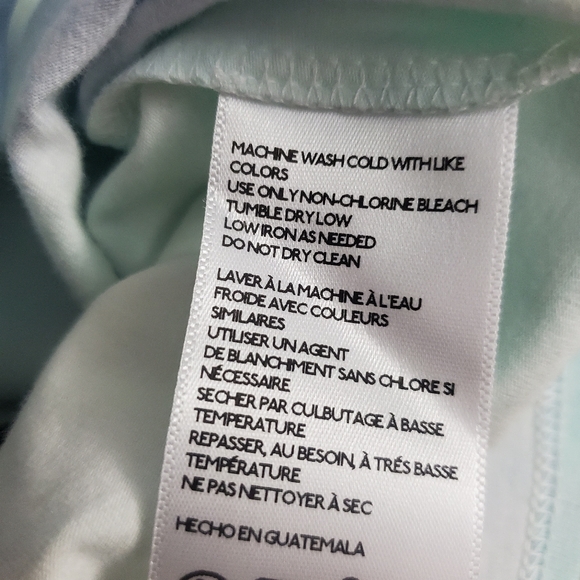 MACHINE WASH COLD WITH LIKE
COLORS
USE ONLY NON-CHLORINE BLEACH
TUMBLE DRY LOW
LOW IRON AS NEEDED
DO NOT DRY CLEAN
LAVER À LA MACHINE À L'EAU
FROIDE AVEC COULEURS
SIMILAIRES
UTILISER UN AGENT
DE BLANCHIMENT SANS CHLORE SI
NÉCESSAIRE
SECHER PAR CULBUTAGE À BASSE
TEMPERATURE
REPASSER, AU BESOIN, À TRÉS BASSE
TEMPÉRATURE
NE PAS NETTOYER À SEC
HECHO EN GUATEMALA